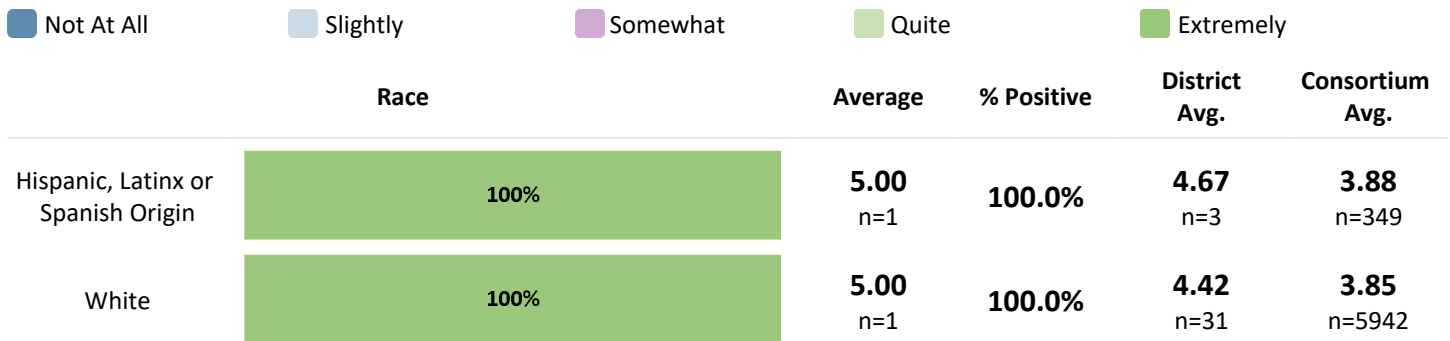 Not At All Slightly Somewhat Quite Extremely
Race Average % Positive District Avg. Consortium Avg.
Hispanic, Latinx or Spanish Origin 100% 5.00 n=1 100.0% 4.67 n=3 3.88 n=349
White 100% 5.00 n=1 100.0% 4.42 n=31 3.85 n=5942